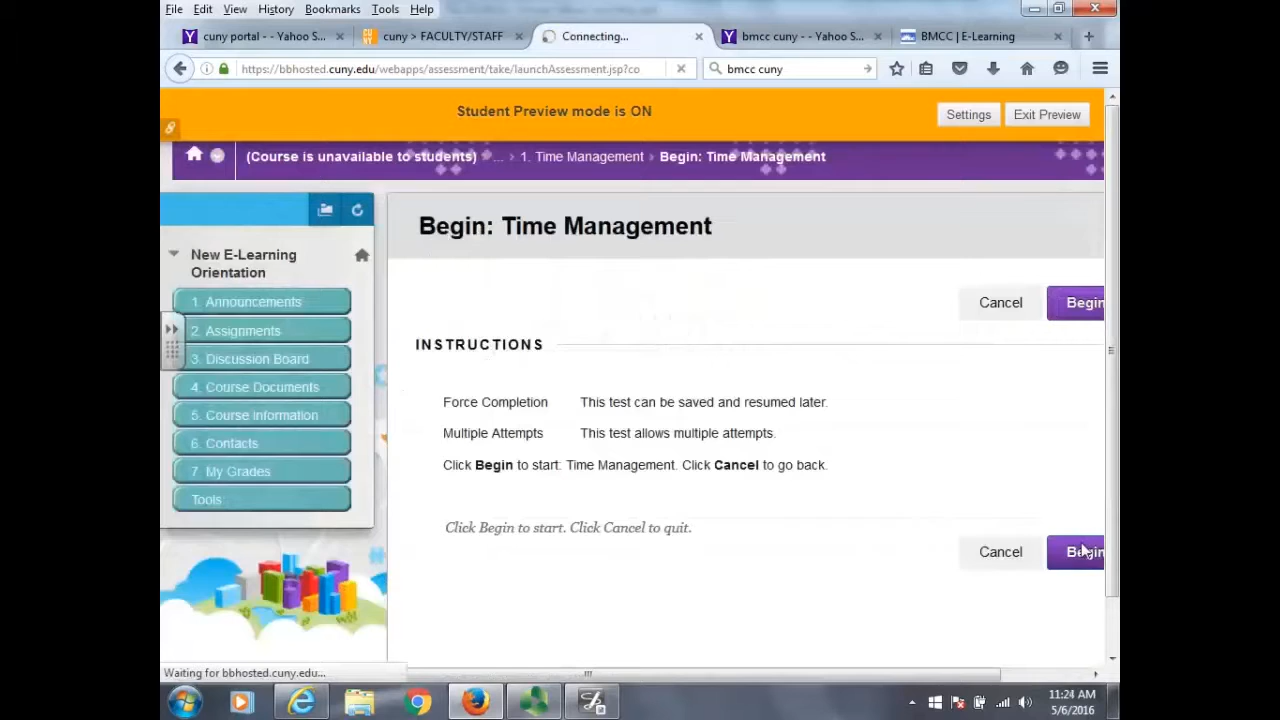 File Edit View History Bookmarks Tools Help
cuny portal - - Yahoo S...
cuny > FACULTY/STAFF
Connecting...
bmcc cuny - - Yahoo S...
BMCC | E-Learning
https://bbhosted.cuny.edu/webapps/assessment/take/launchAssessment.jsp?co
bmcc cuny
Student Preview mode is ON
Settings
Exit Preview
(Course is unavailable to students) ... 1. Time Management Begin: Time Management
New E-Learning
Orientation
1. Announcements
2. Assignments
3. Discussion Board
4. Course Documents
5. Course Information
6. Contacts
7. My Grades
Tools
Begin: Time Management
Cancel
Begin
INSTRUCTIONS
Force Completion This test can be saved and resumed later.
Multiple Attempts This test allows multiple attempts.
Click Begin to start: Time Management. Click Cancel to go back.
Click Begin to start. Click Cancel to quit.
Cancel
Begin
Waiting for bbhosted.cuny.edu...
11:24 AM
5/6/2016